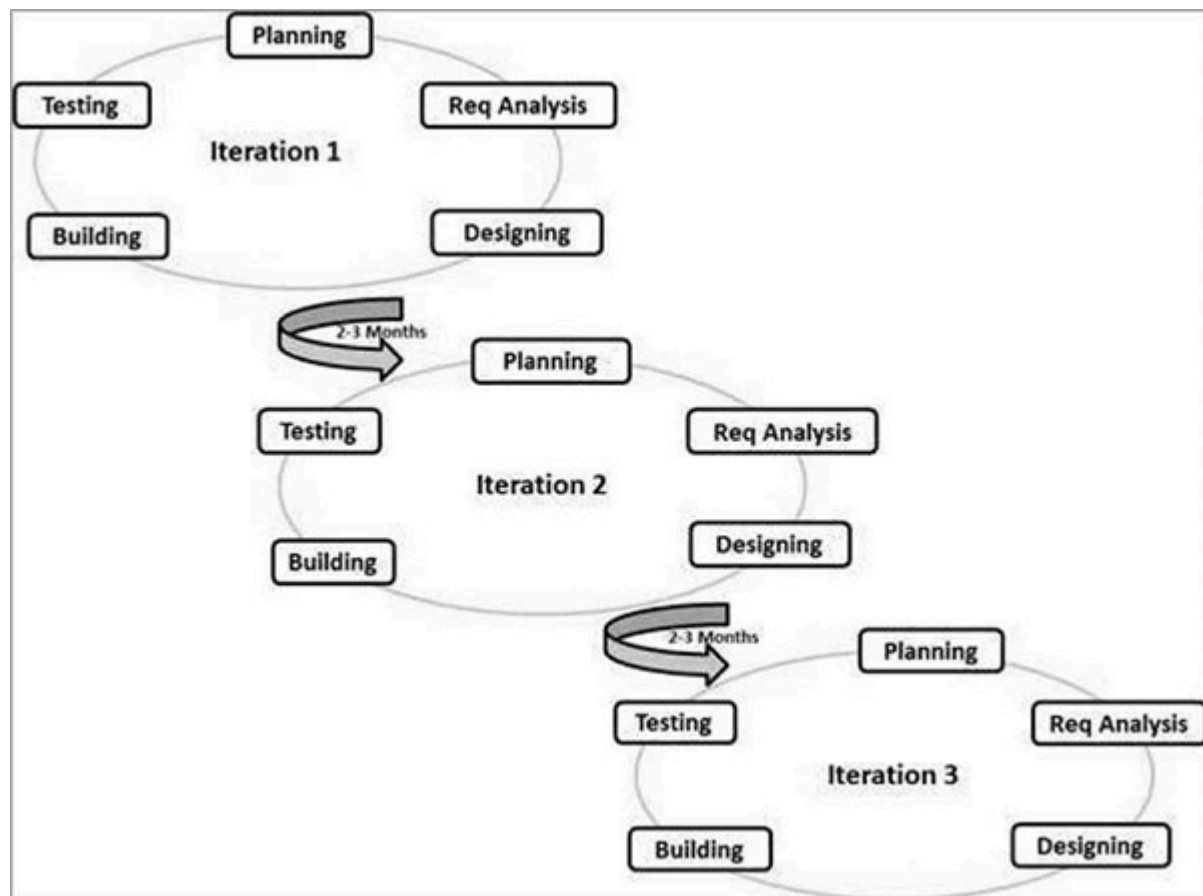 Planning
Testing
Req Analysis
Iteration 1
Building
Designing
2-3 Months
Planning
Testing
Req Analysis
Iteration 2
Building
Designing
2-3 Months
Planning
Testing
Req Analysis
Iteration 3
Building
Designing